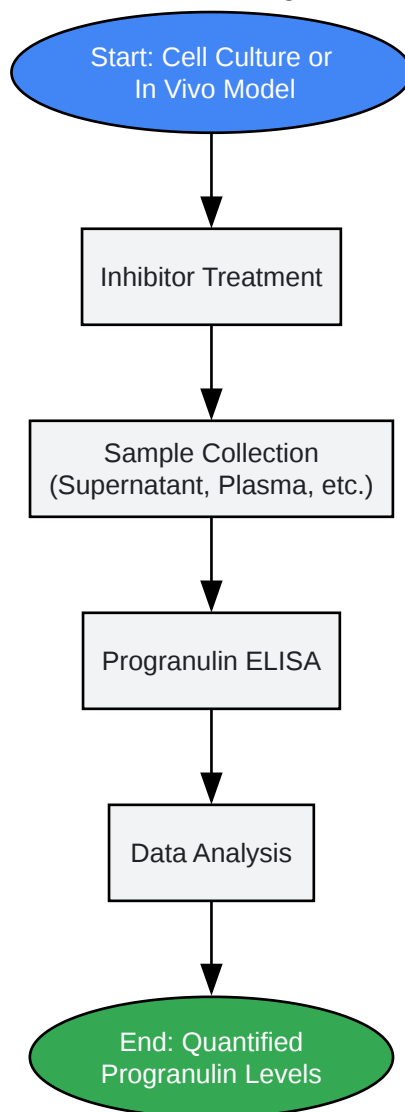 Start: Cell Culture or
In Vivo Model
Inhibitor Treatment
Sample Collection
(Supernatant, Plasma, etc.)
Progranulin ELISA
Data Analysis
End: Quantified
Progranulin Levels